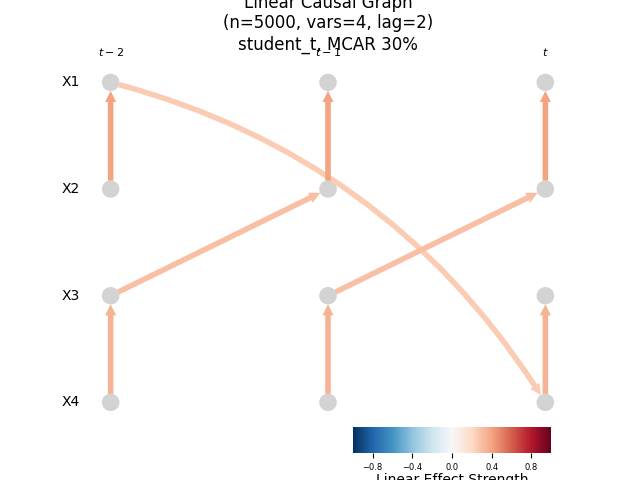 Linear Causal Graph
(n=5000, vars=4, lag=2)
student_t, MCAR 30%
t−2
t−1
t
X1
X2
X3
X4
−0.8 −0.4 0.0 0.4 0.8
Linear Effect Strength